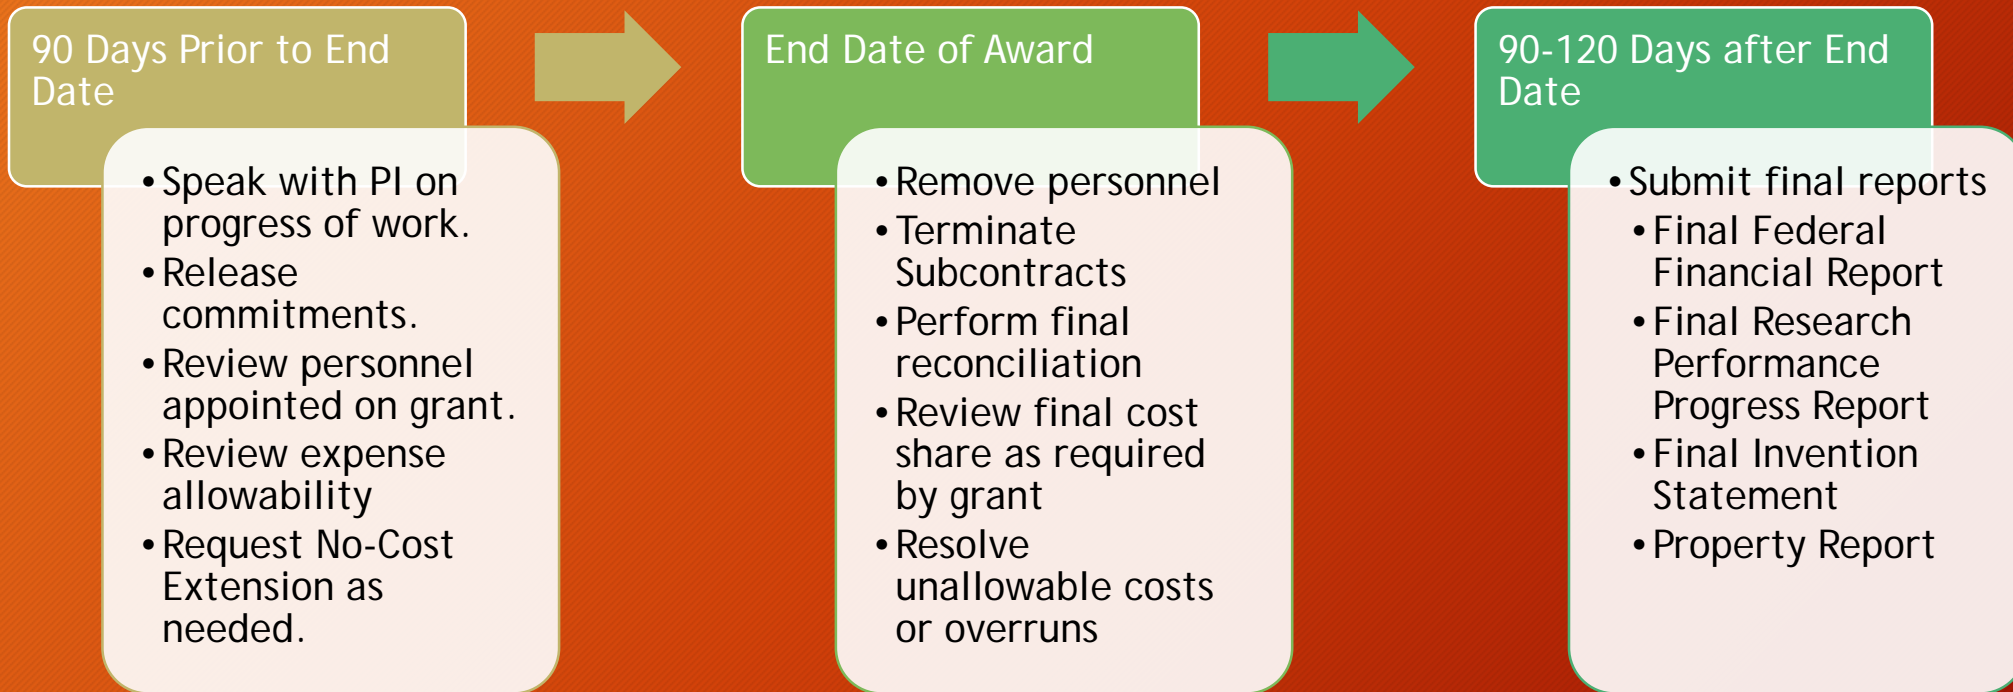 90 Days Prior to End
Date
• Speak with PI on
progress of work.
• Release
commitments.
• Review personnel
appointed on grant.
• Review expense
allowability
• Request No-Cost
Extension as
needed.
End Date of Award
• Remove personnel
• Terminate
Subcontracts
• Perform final
reconciliation
• Review final cost
share as required
by grant
• Resolve
unallowable costs
or overruns
90-120 Days after End
Date
• Submit final reports
• Final Federal
Financial Report
• Final Research
Performance
Progress Report
• Final Invention
Statement
• Property Report